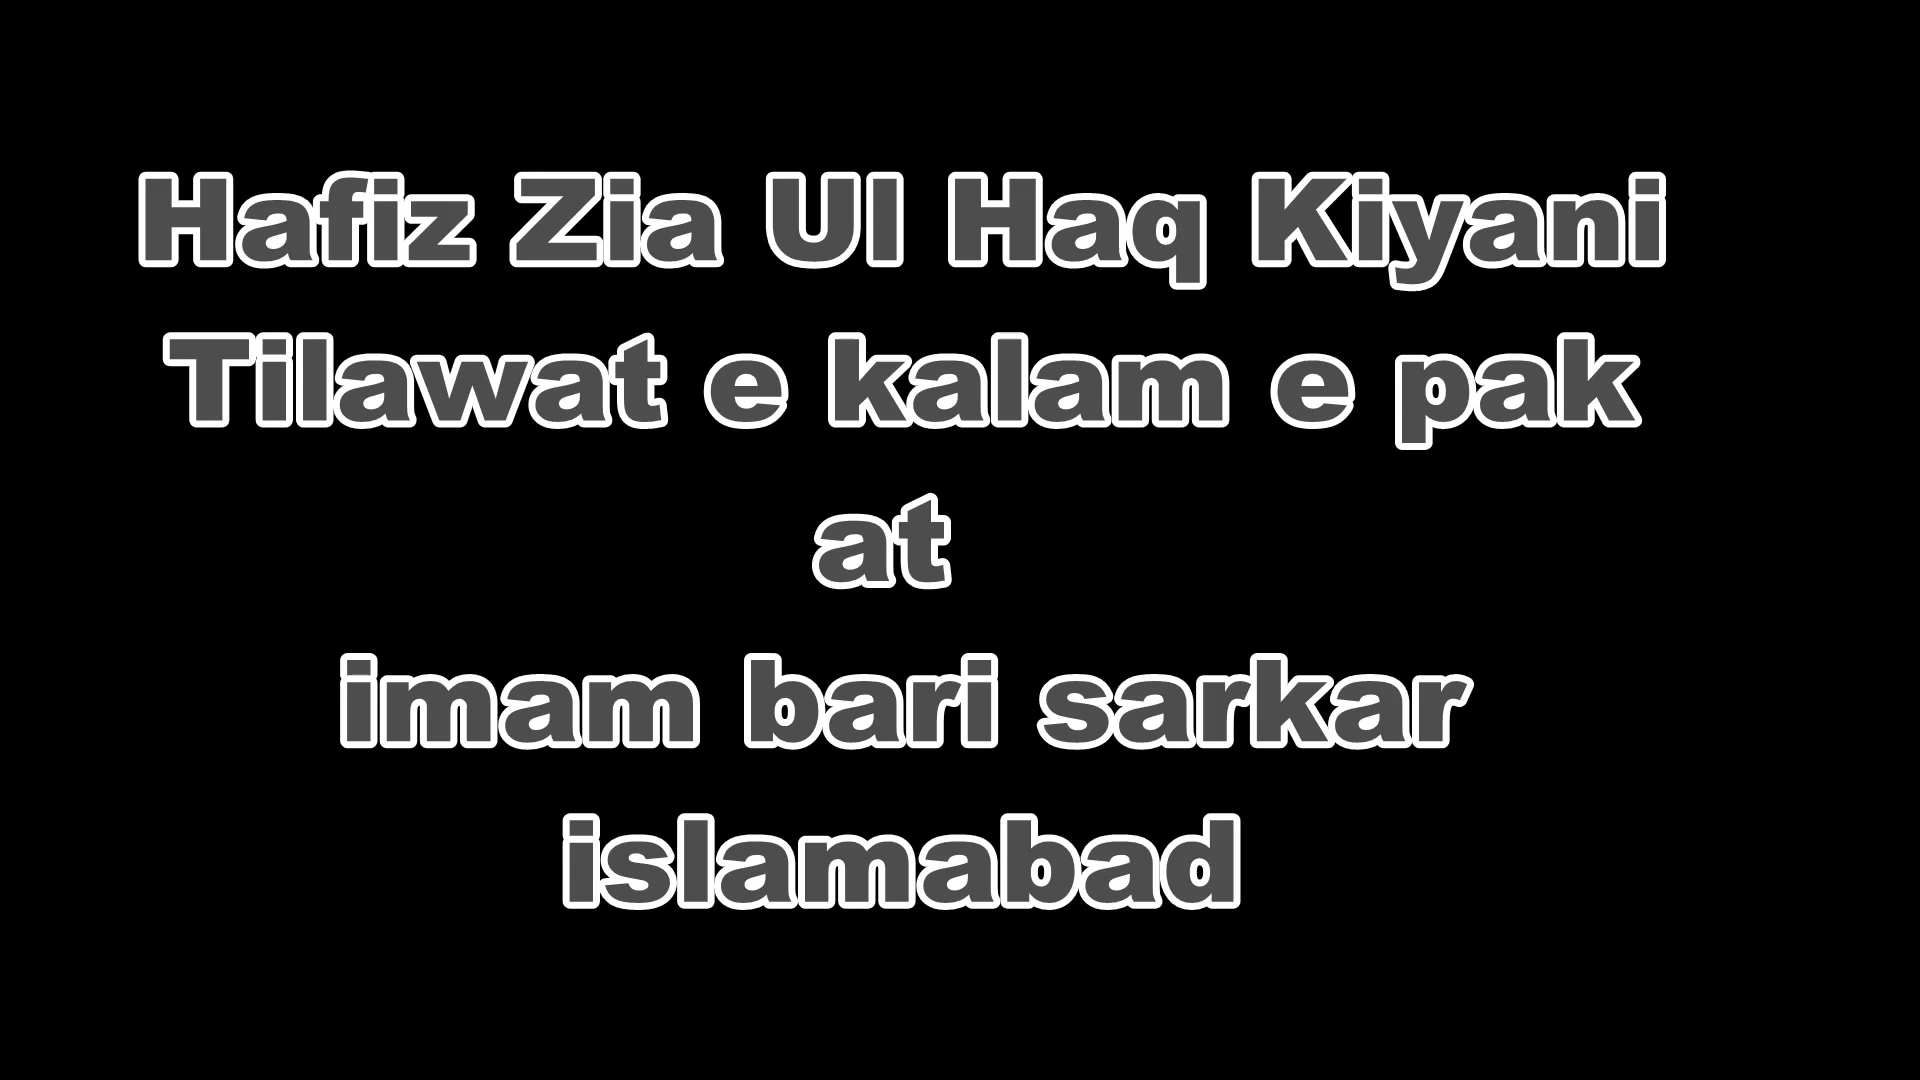 Hafiz Zia Ul Haq Kiyani
Tilawat e kalam e pak
at
imam bari sarkar
islamabad